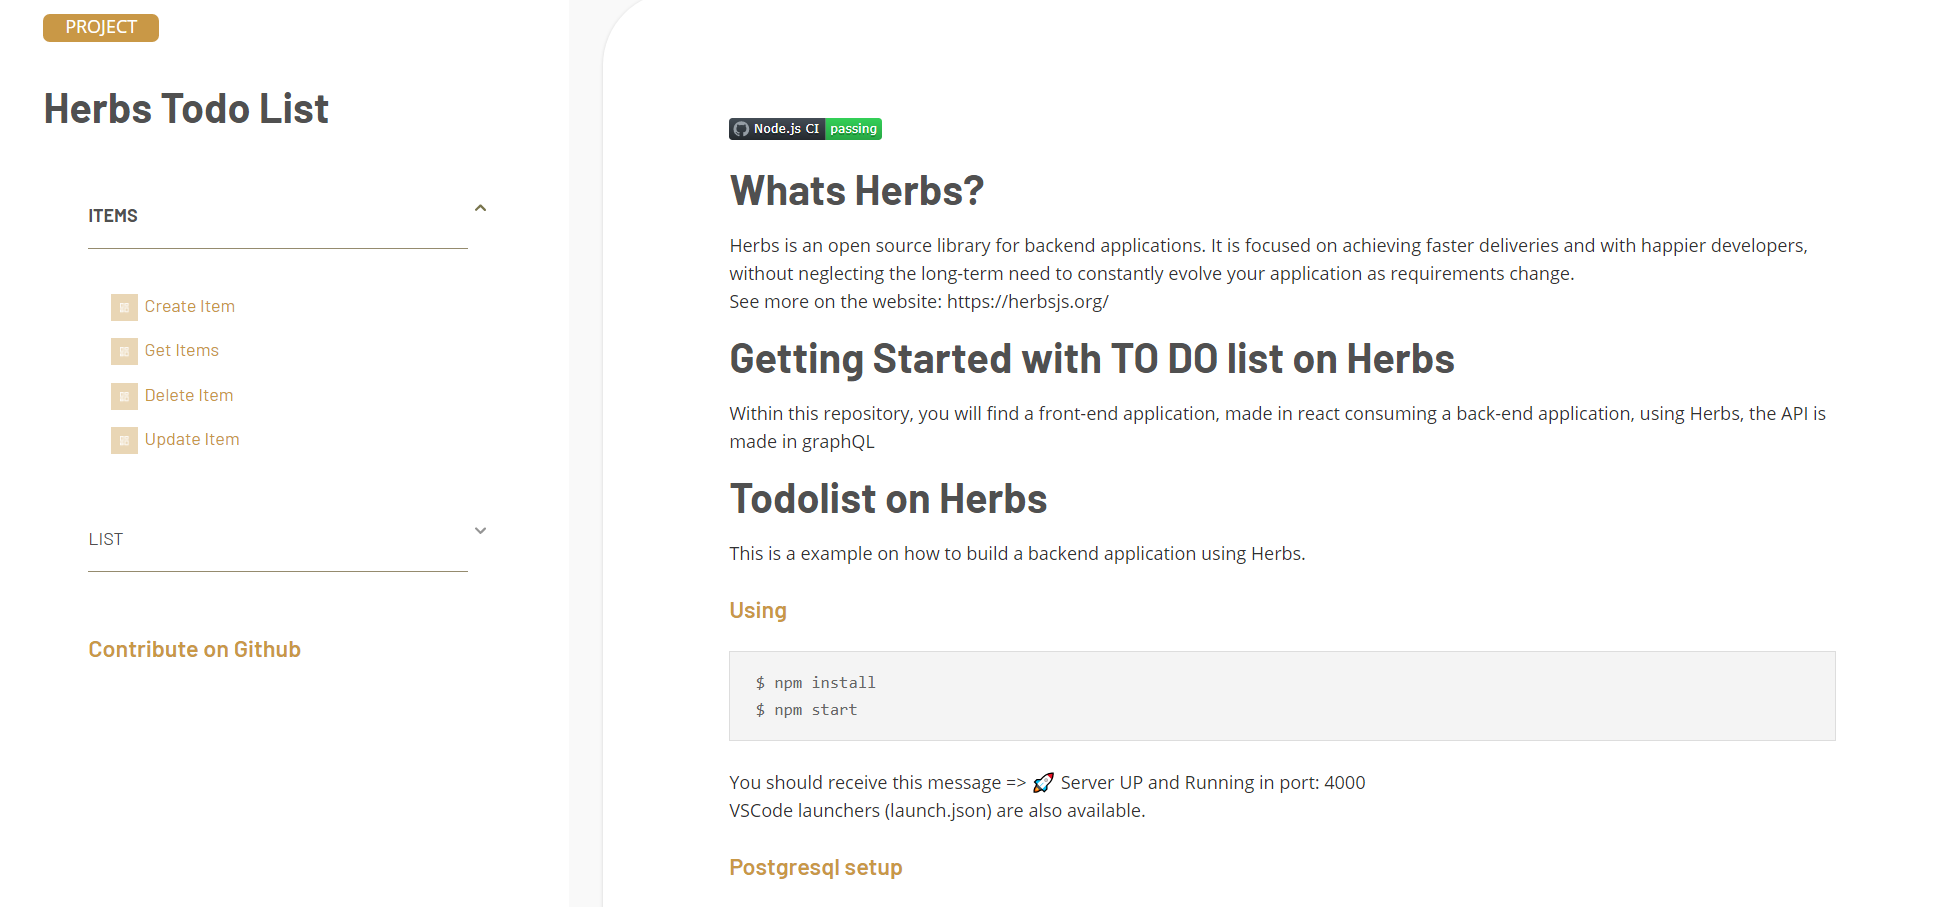 PROJECT
Herbs Todo List
ITEMS
Create Item
Get Items
Delete Item
Update Item
LIST
Contribute on Github
Node.js CI passing
Whats Herbs?
Herbs is an open source library for backend applications. It is focused on achieving faster deliveries and with happier developers,
without neglecting the long-term need to constantly evolve your application as requirements change.
See more on the website: https://herbsjs.org/
Getting Started with TO DO list on Herbs
Within this repository, you will find a front-end application, made in react consuming a back-end application, using Herbs, the API is
made in graphQL
Todolist on Herbs
This is a example on how to build a backend application using Herbs.
Using
$ npm install
$ npm start
You should receive this message => 🚀 Server UP and Running in port: 4000
VSCode launchers (launch.json) are also available.
Postgresql setup